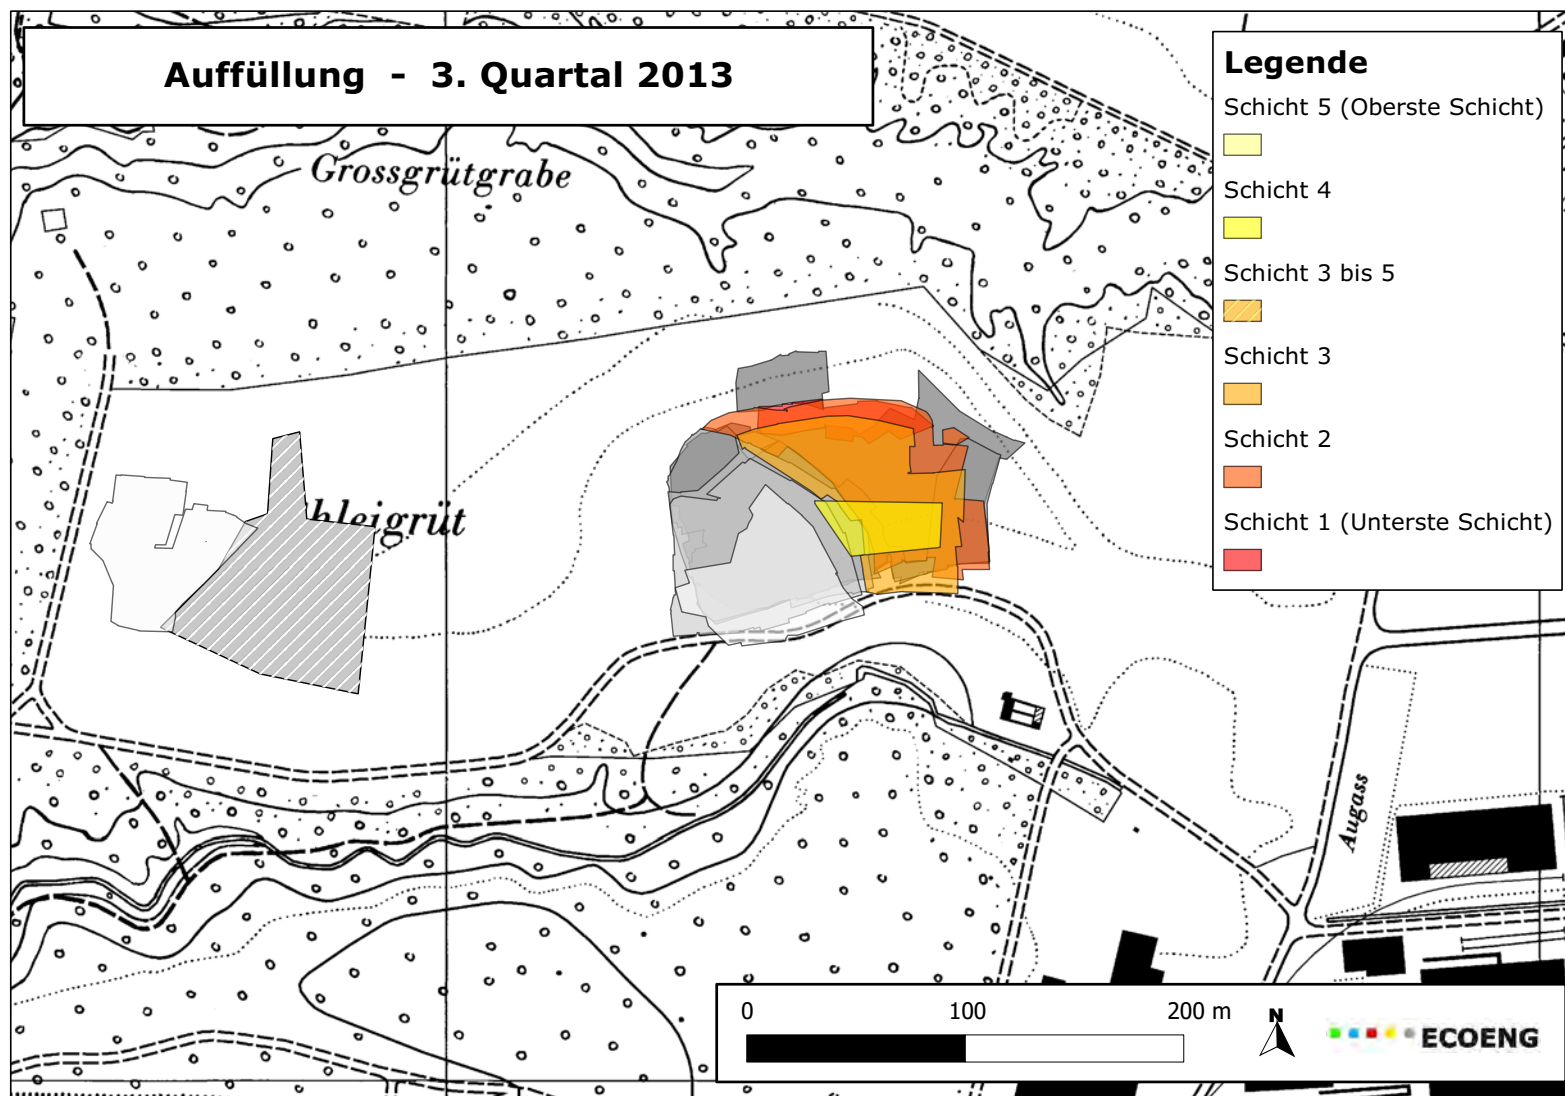 Auffüllung - 3. Quartal 2013
Legende
Schicht 5 (Oberste Schicht)
Schicht 4
Schicht 3 bis 5
Schicht 3
Schicht 2
Schicht 1 (Unterste Schicht)
Grossgrütgrabe
hleigrüt
Augass
0 100 200 m
N
ECOENG